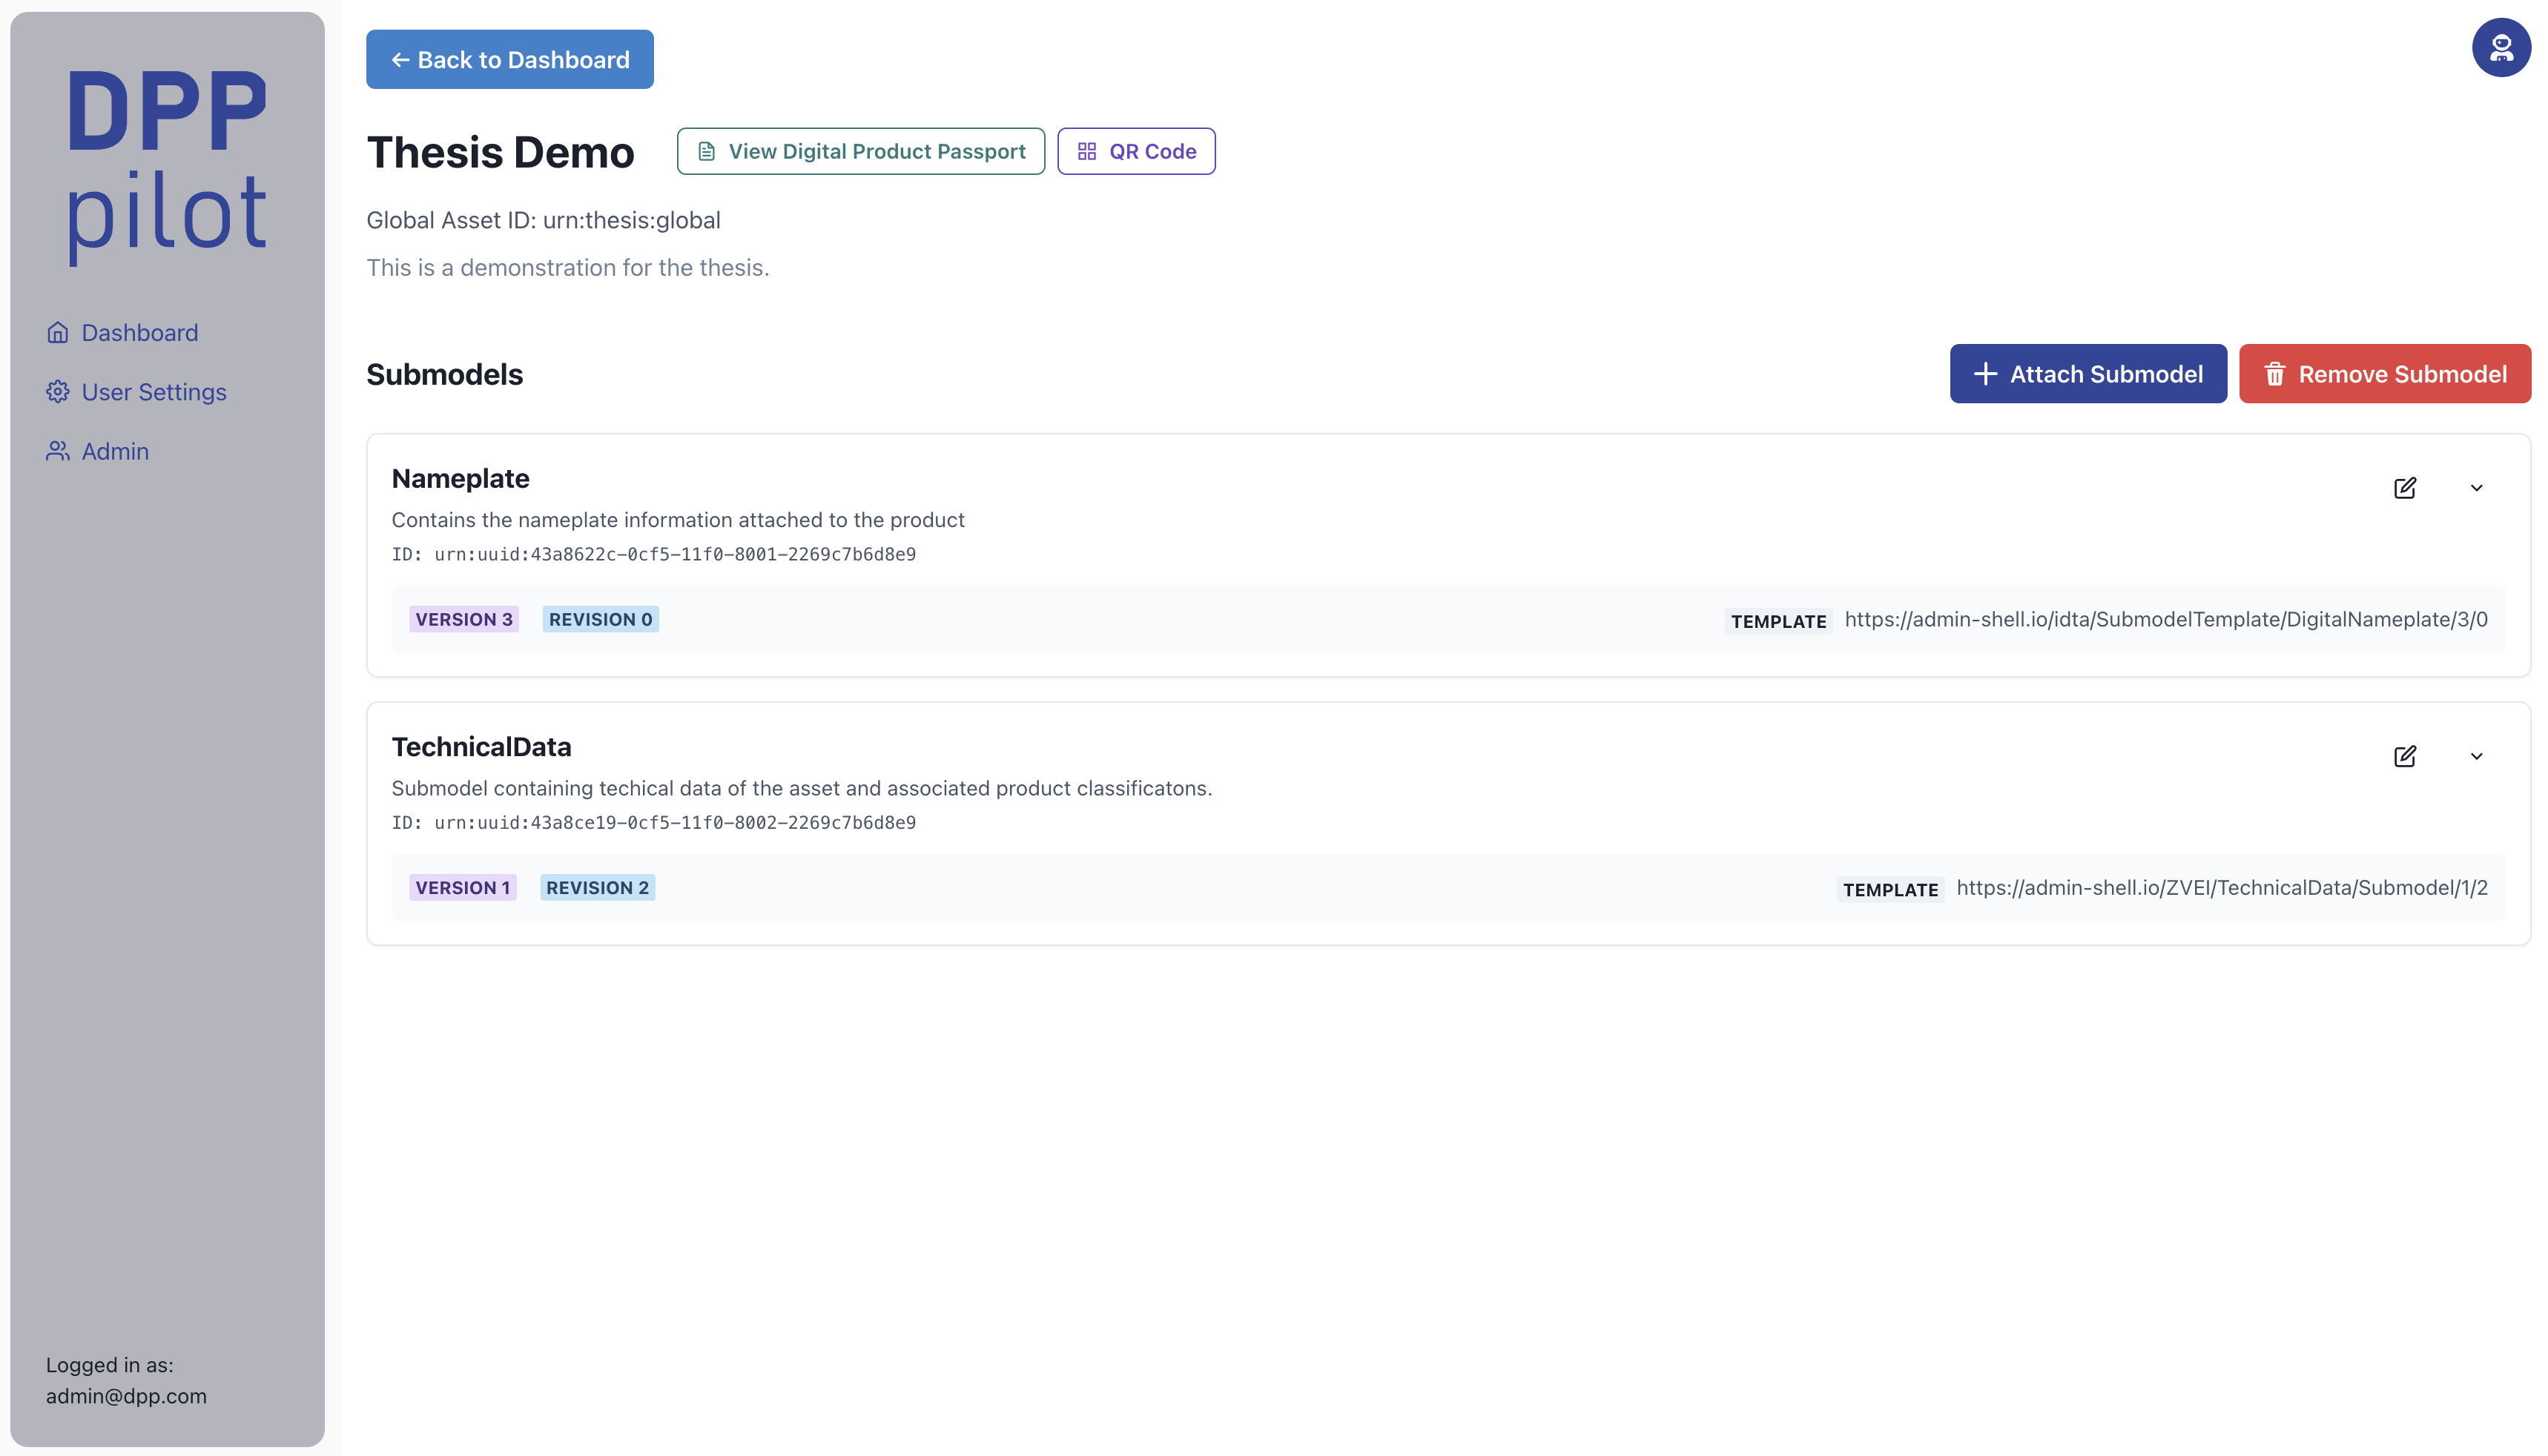 DPP
pilot
Dashboard
User Settings
Admin
Logged in as:
admin@dpp.com
Back to Dashboard
Thesis Demo
View Digital Product Passport
QR Code
Global Asset ID: urn:thesis:global
This is a demonstration for the thesis.
Submodels
Attach Submodel
Remove Submodel
Nameplate
Contains the nameplate information attached to the product
ID: urn:uuid:43a8622c-0cf5-11f0-8001-2269c7b6d8e9
VERSION 3 REVISION 0 TEMPLATE https://admin-shell.io/idta/SubmodelTemplate/DigitalNameplate/3/0
TechnicalData
Submodel containing techical data of the asset and associated product classificatons.
ID: urn:uuid:43a8ce19-0cf5-11f0-8002-2269c7b6d8e9
VERSION 1 REVISION 2 TEMPLATE https://admin-shell.io/ZVEI/TechnicalData/Submodel/1/2